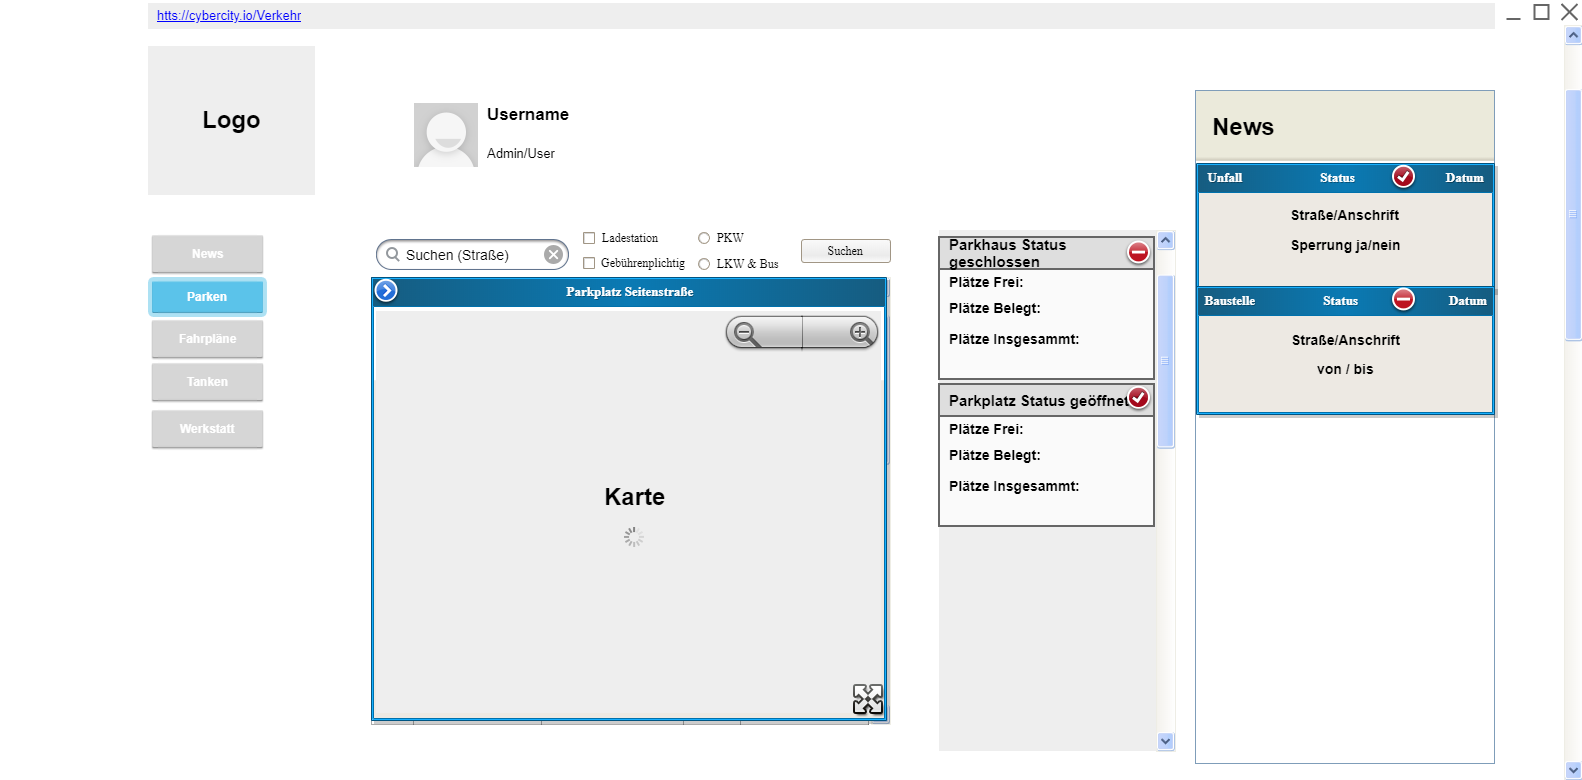 htts://cybercity.io/Verkehr
Logo
Username
Admin/User
News
Parken
Fahrpläne
Tanken
Werkstatt
Suchen (Straße)
Ladestation
PKW
Gebührenplichtig
LKW & Bus
Suchen
Parkplatz Seitenstraße
Karte
Parkhaus Status
geschlossen
Plätze Frei:
Plätze Belegt:
Plätze Insgesammt:
Parkplatz Status geöffnet
Plätze Frei:
Plätze Belegt:
Plätze Insgesammt:
News
Unfall Status Datum
Straße/Anschrift
Sperrung ja/nein
Baustelle Status Datum
Straße/Anschrift
von / bis